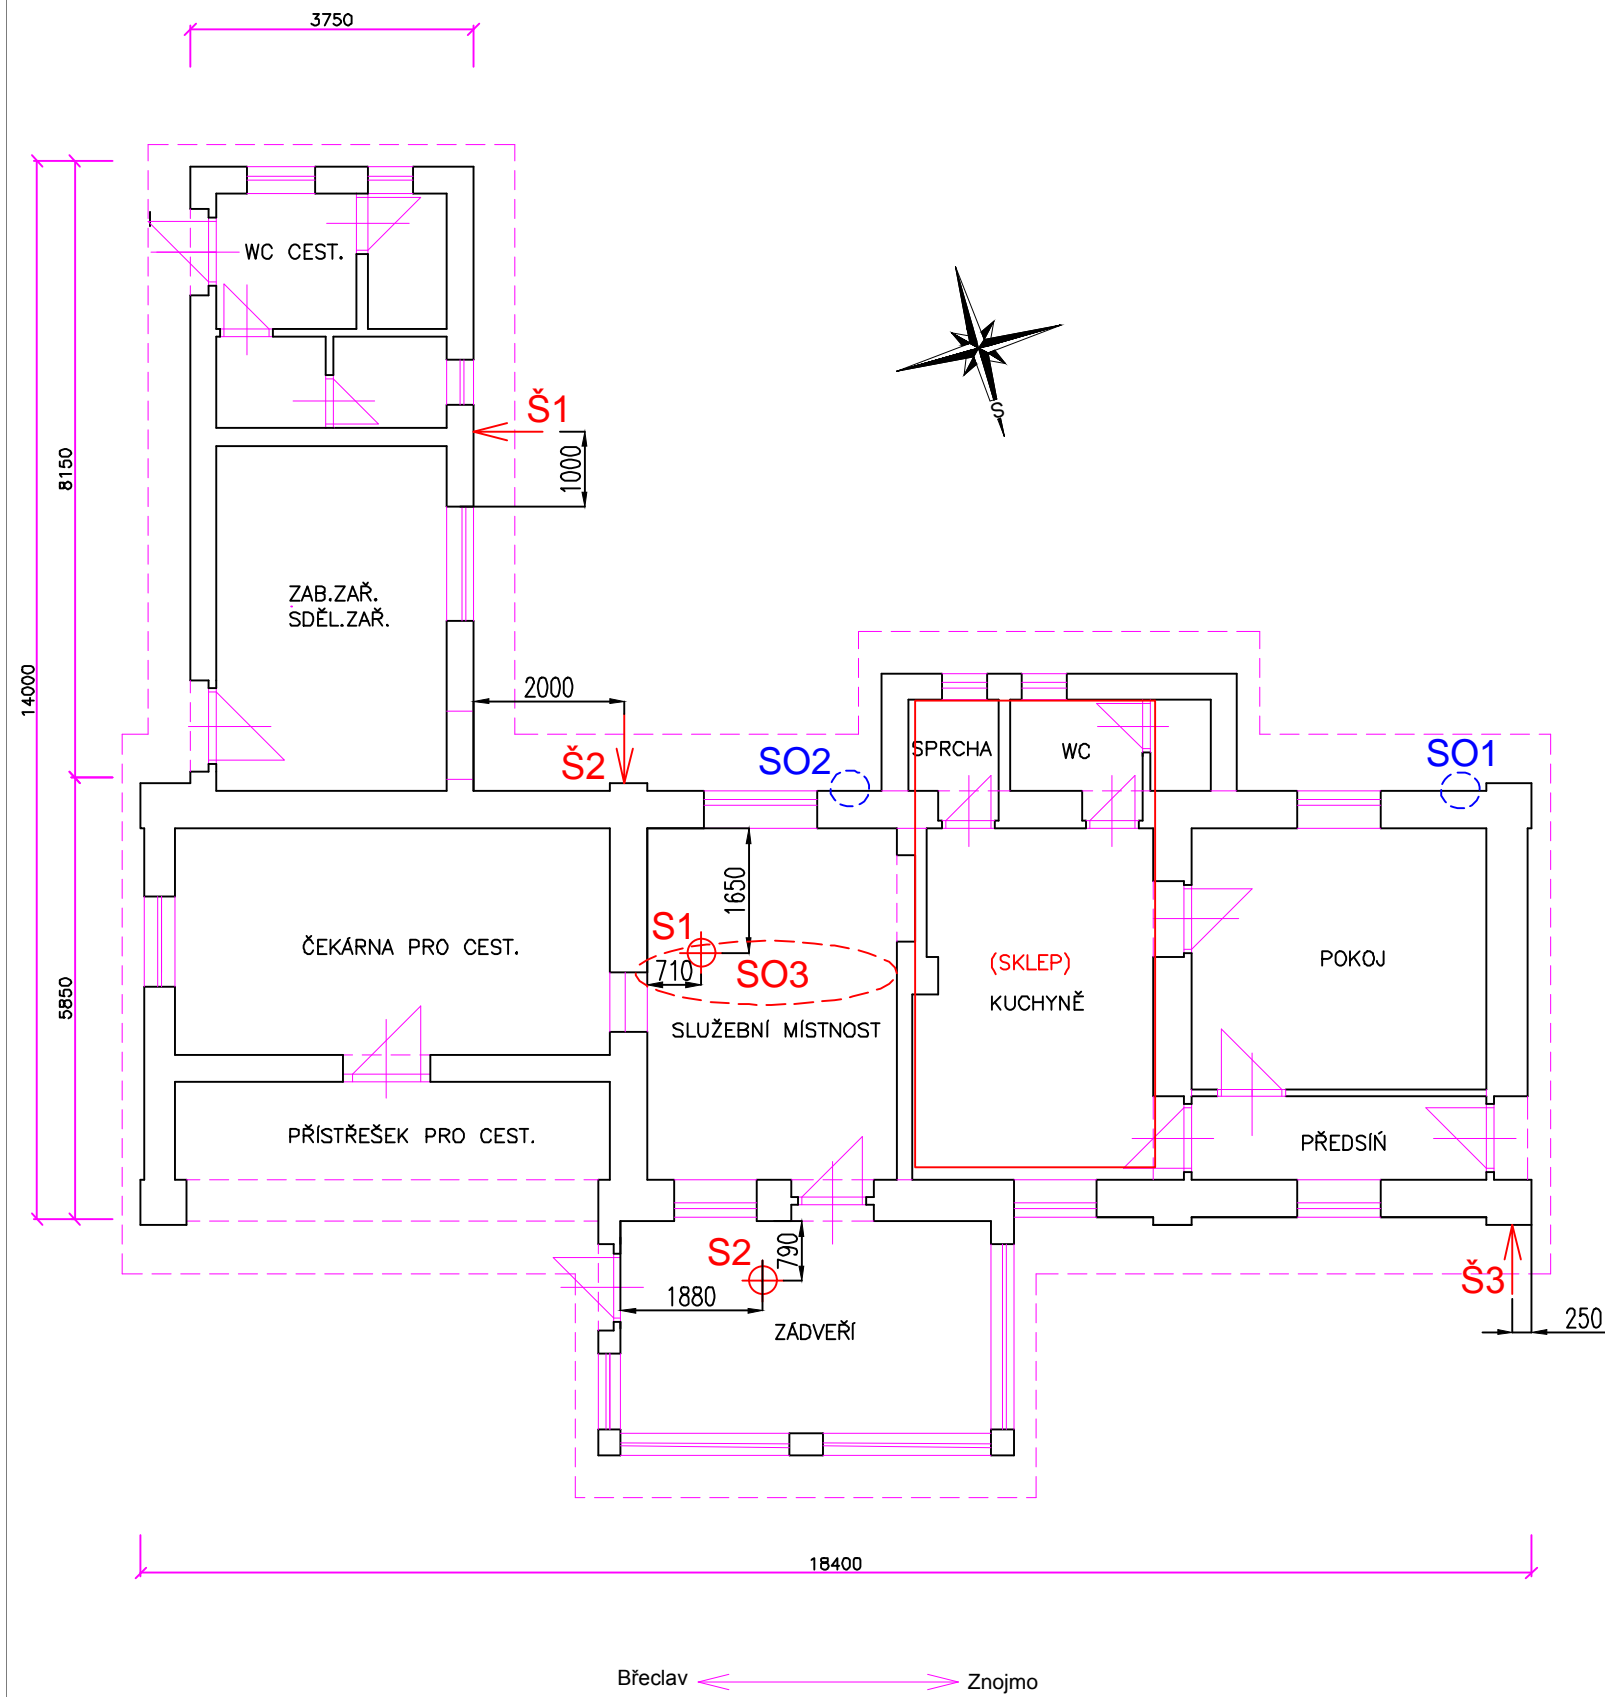 3750
WC CEST.
S
Š1
1000
8150
ZAB.ZAŘ.
SDĚL.ZAŘ.
14000
2000
Š2
SO2
SPRCHA
WC
SO1
1650
S1
ČEKÁRNA PRO CEST.
710
SO3
(SKLEP)
POKOJ
5850
KUCHYNĚ
SLUŽEBNÍ MÍSTNOST
PŘÍSTŘEŠEK PRO CEST.
PŘEDSÍŃ
S2
790
Š3
1880
250
ZÁDVEŘÍ
18400
Břeclav
Znojmo